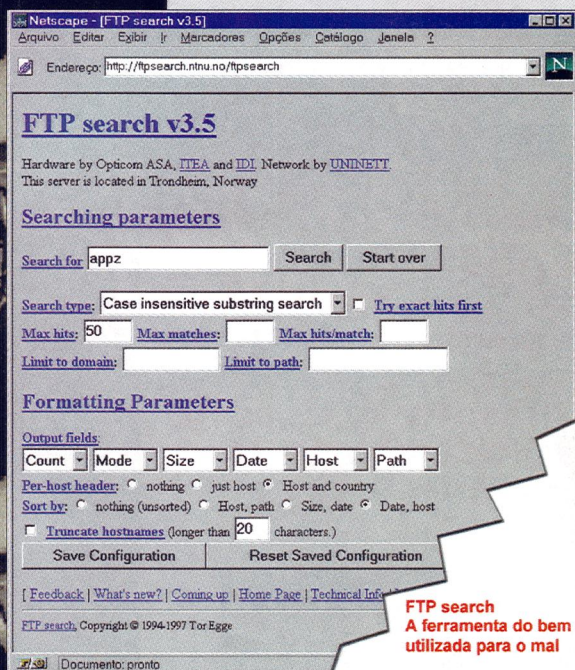 Netscape - [FTP search v3.5]
Arquivo Editar Exibir Ir Marcadores Opções Catálogo Janela ?
Endereço: http://ftpsearch.ntnu.no/ftpsearch
N
FTP search v3.5
Hardware by Opticom ASA, ITEA and IDI. Network by UNINETT.
This server is located in Trondheim, Norway
Searching parameters
Search for appz Search Start over
Search type: Case insensitive substring search Try exact hits first
Max hits: 50 Max matches: Max hits/match:
Limit to domain: Limit to path:
Formatting Parameters
Output fields:
Count Mode Size Date Host Path
Per-host header: nothing just host Host and country
Sort by: nothing (unsorted) Host, path Size, date Date, host
Truncate hostnames (longer than 20 characters.)
Save Configuration Reset Saved Configuration
[ Feedback | What's new? | Coming up | Home Page | Technical Info
FTP search, Copyright © 1994-1997 Tor Egge
Documento: pronto
FTP search
A ferramenta do bem
utilizada para o mal